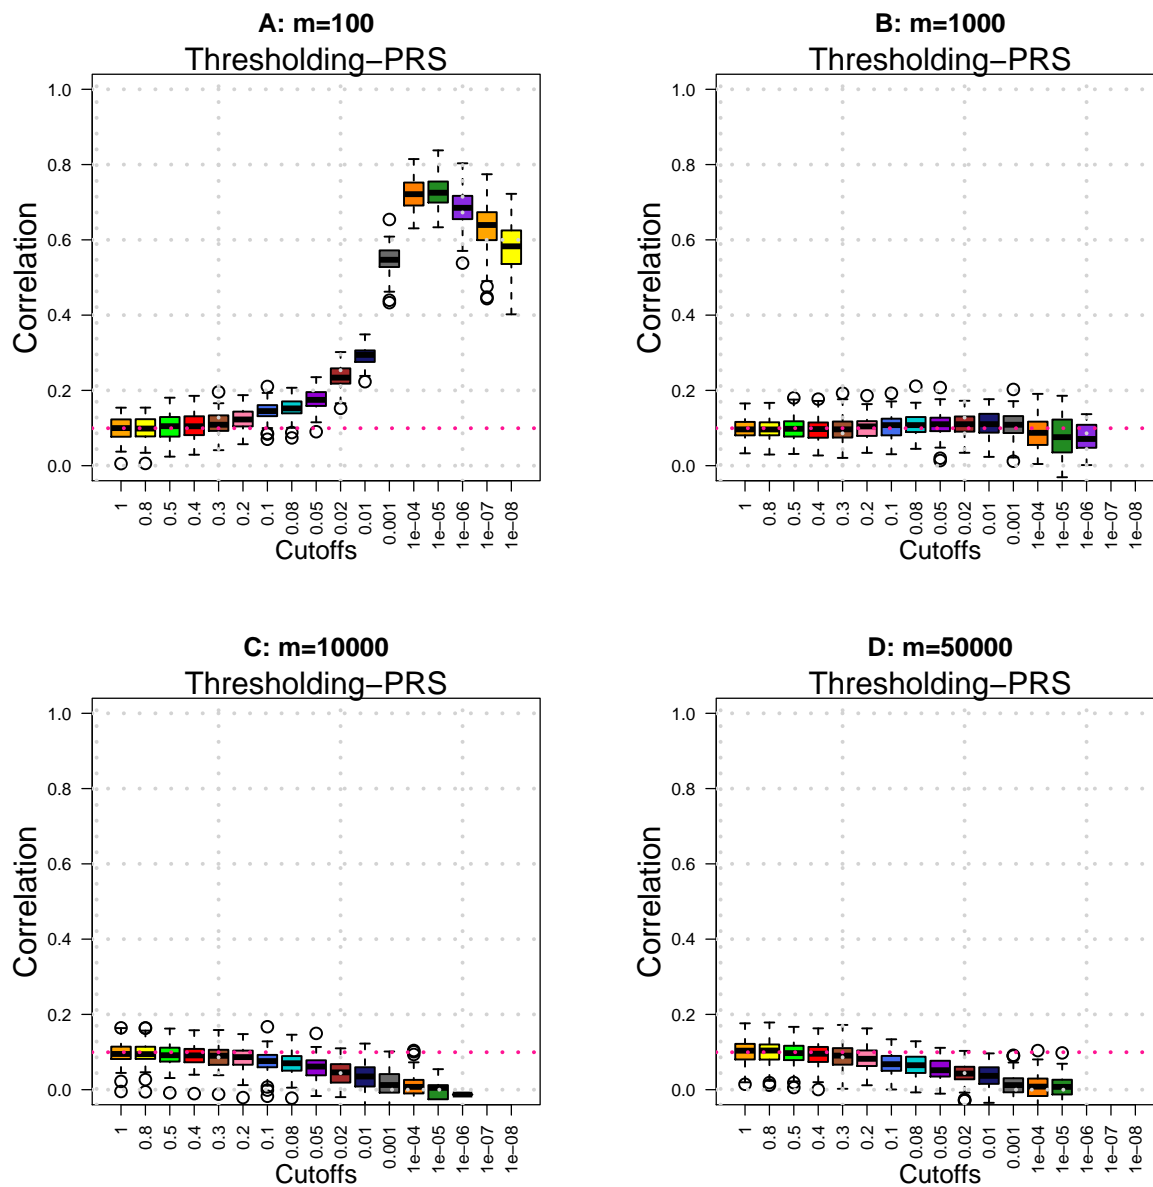 A: m=100
Thresholding−PRS
Correlation
1.0
0.8
0.6
0.4
0.2
0.0
1
0.8
0.5
0.4
0.3
0.2
0.1
0.08
0.05
0.02
0.01
0.001
1e−04
1e−05
1e−06
1e−07
1e−08
Cutoffs
B: m=1000
Thresholding−PRS
Correlation
1.0
0.8
0.6
0.4
0.2
0.0
1
0.8
0.5
0.4
0.3
0.2
0.1
0.08
0.05
0.02
0.01
0.001
1e−04
1e−05
1e−06
1e−07
1e−08
Cutoffs
C: m=10000
Thresholding−PRS
Correlation
1.0
0.8
0.6
0.4
0.2
0.0
1
0.8
0.5
0.4
0.3
0.2
0.1
0.08
0.05
0.02
0.01
0.001
1e−04
1e−05
1e−06
1e−07
1e−08
Cutoffs
D: m=50000
Thresholding−PRS
Correlation
1.0
0.8
0.6
0.4
0.2
0.0
1
0.8
0.5
0.4
0.3
0.2
0.1
0.08
0.05
0.02
0.01
0.001
1e−04
1e−05
1e−06
1e−07
1e−08
Cutoffs